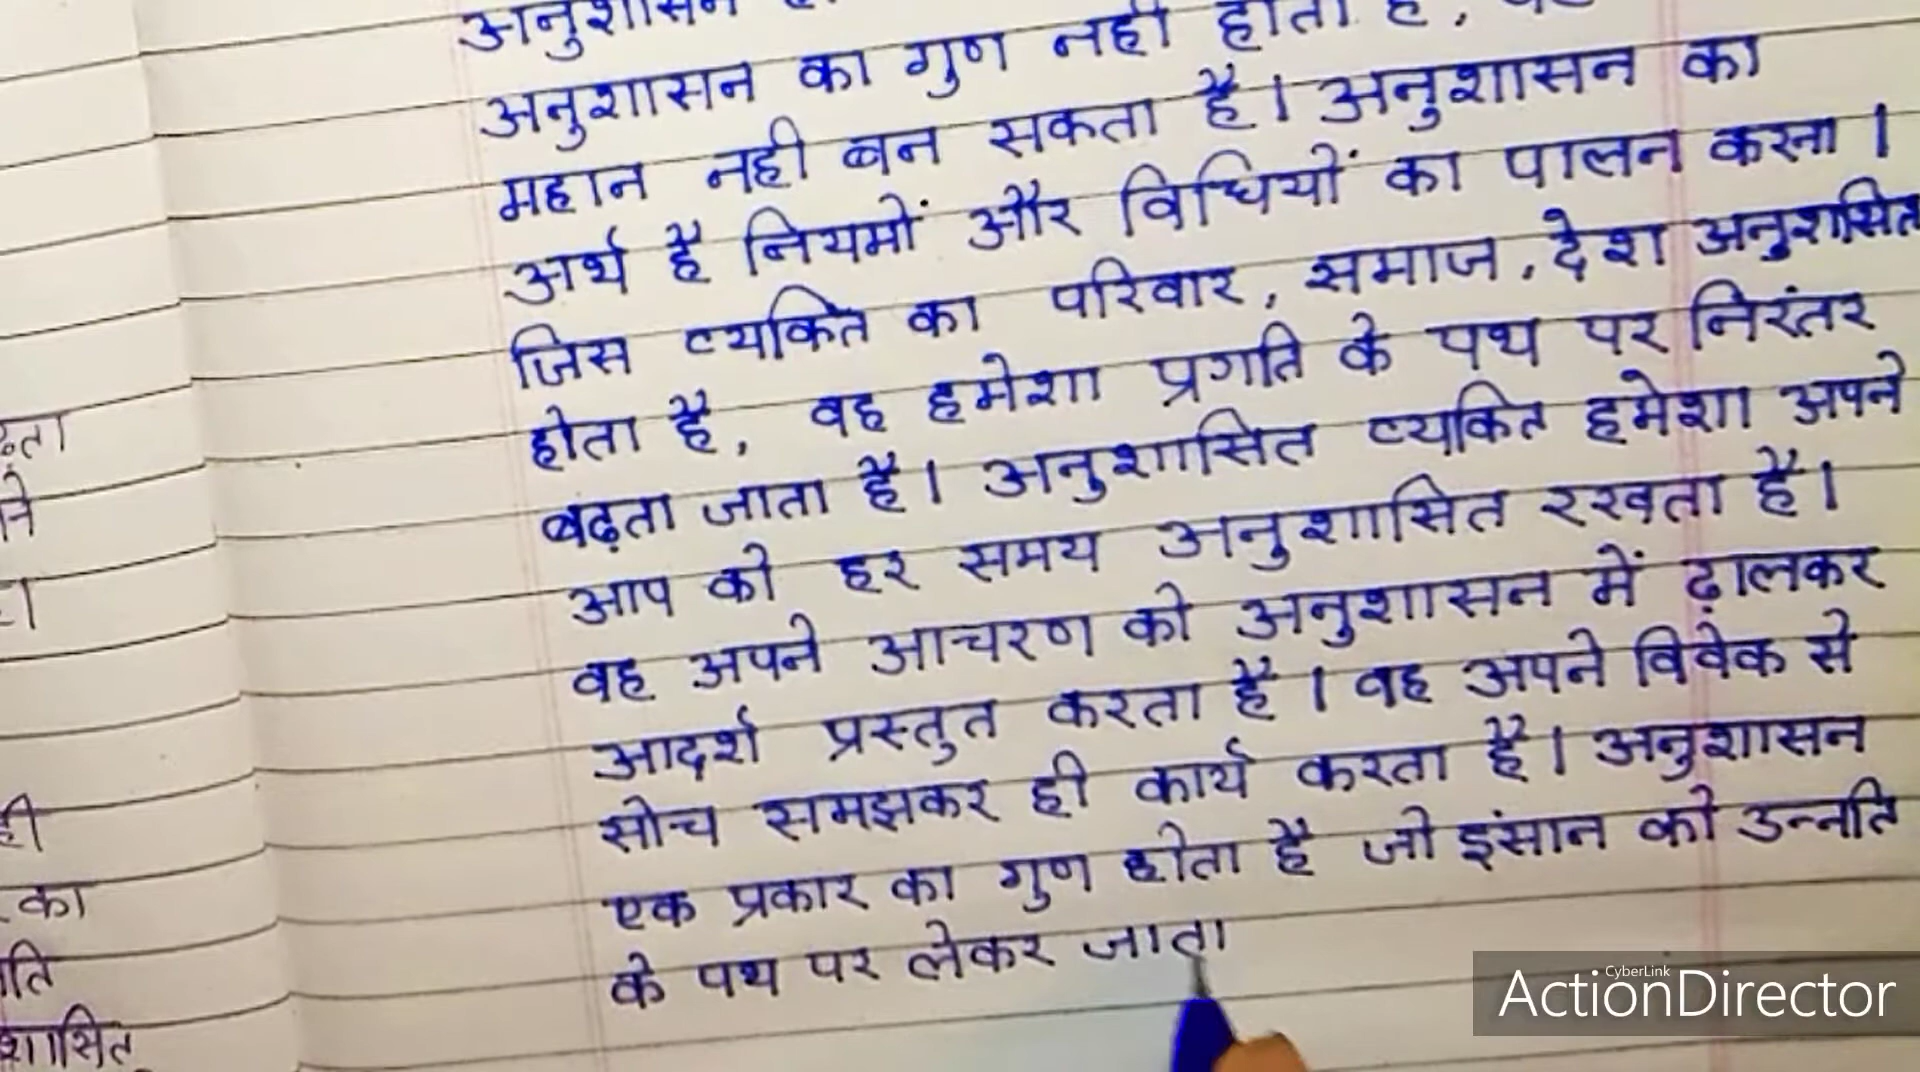 अनुशासन
अनुशासन का गुण नही होता है,
महान नही बन सकता है। अनुशासन का
अर्थ है नियमों और विधियों का पालन करना।
जिस व्यकित का परिवार, समाज, देश अनुशसित
होता है, वह हमेशा प्रगति के पथ पर निरंतर
बढ़ता जाता है। अनुशासित व्यकित हमेशा अपने
आप को हर समय अनुशासित रखता है।
वह अपने आचरण को अनुशासन में ढ़ालकर
आदर्श प्रस्तुत करता है। वह अपने विवेक से
सोच समझकर ही कार्य करता है। अनुशासन
एक प्रकार का गुण होता है जो इंसान को उन्नति
के पथ पर लेकर जाता
का
शासित
CyberLink
ActionDirector